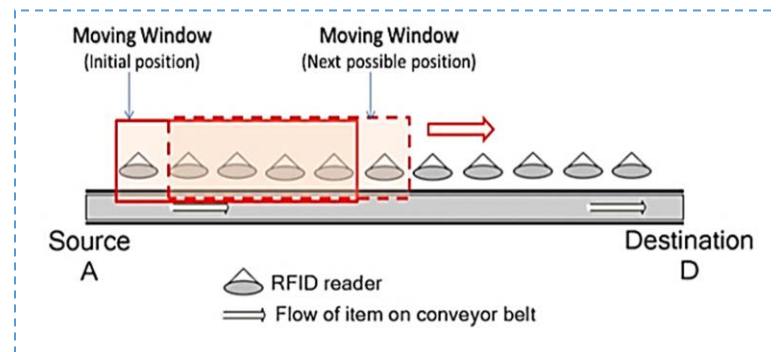 Moving Window
(Initial position)
Moving Window
(Next possible position)
Source
A
Destination
D
RFID reader
Flow of item on conveyor belt